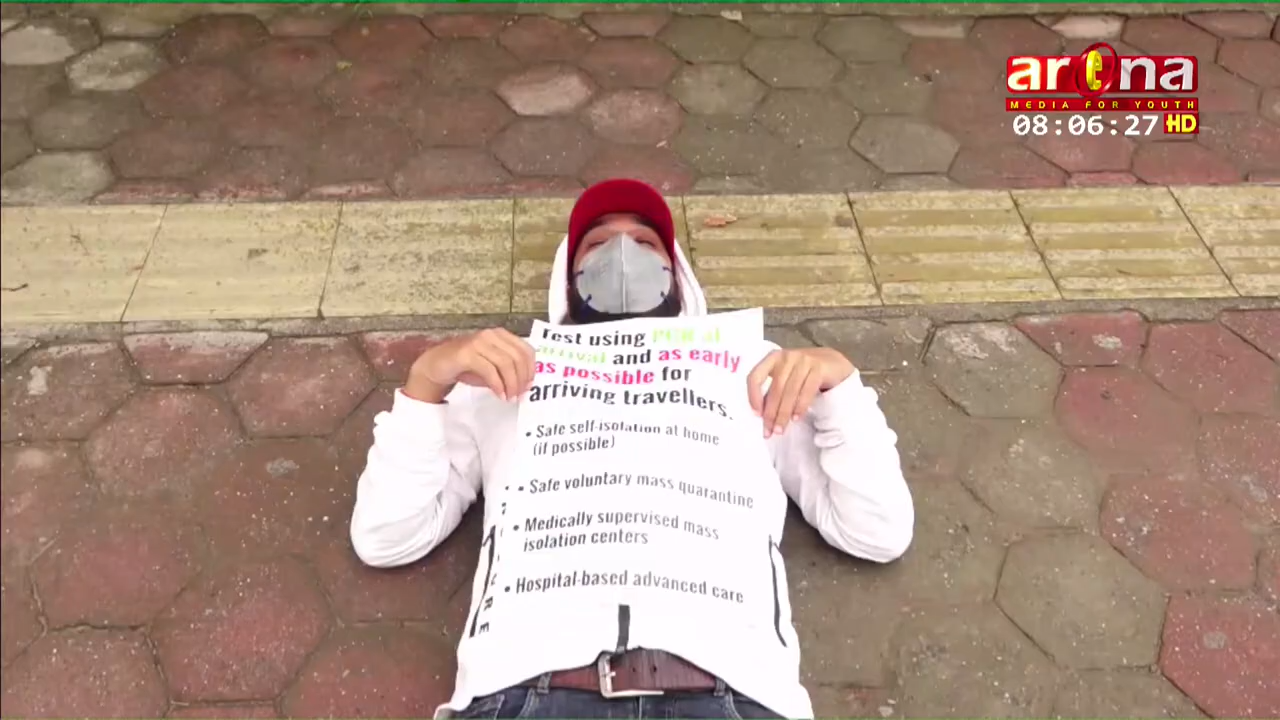 arena
MEDIA FOR YOUTH
08:06:27 HD
Test using PCR at
arrival and as early
as possible for
arriving travellers.
• Safe self-isolation at home
(if possible)
• Safe voluntary mass quarantine
• Medically supervised mass
isolation centers
• Hospital-based advanced care